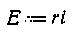 E := ri